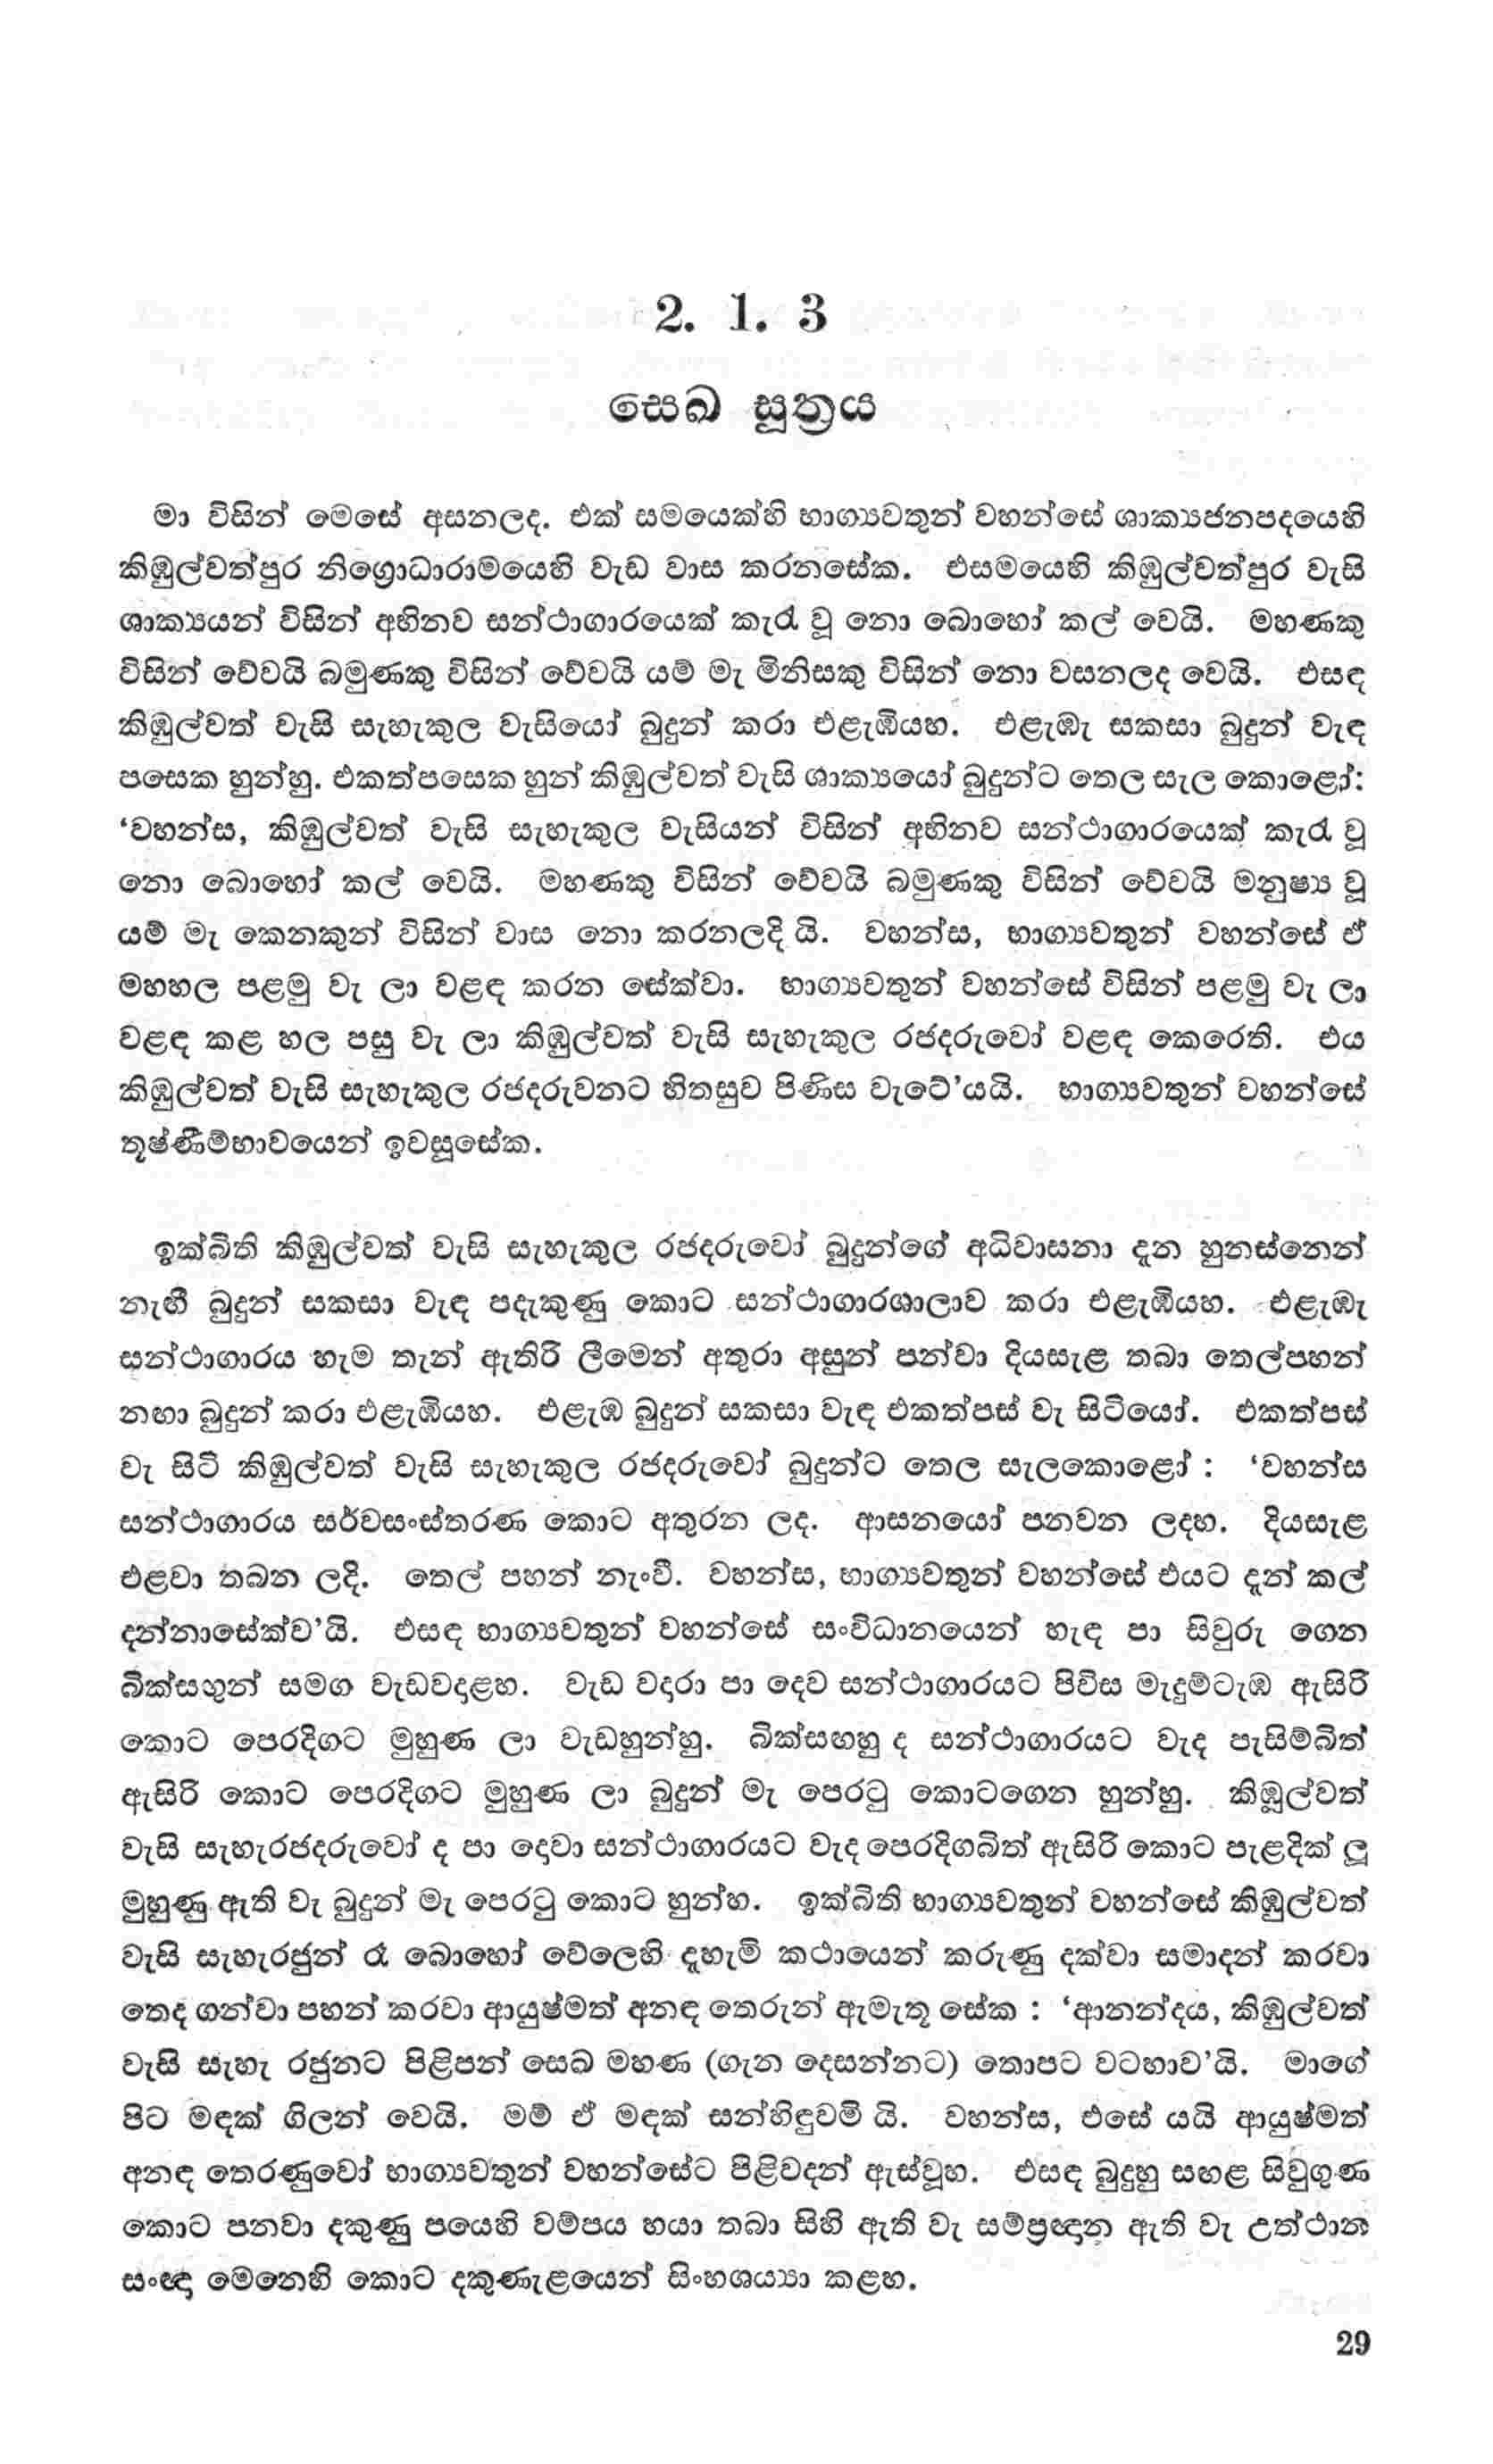 2. 1. 3
සෙඛ සූත්‍රය
මා විසින් මෙසේ අසනලද. එක් සමයෙක්හි භාග්‍යවතුන් වහන්සේ ශාක්‍යජනපදයෙහි
කිඹුල්වත්පුර නිග්‍රොධාරාමයෙහි වැඩ වාස කරනසේක. එසමයෙහි කිඹුල්වත්පුර වැසි
ශාක්‍යයන් විසින් අභිනව සන්ථාගාරයෙක් කැරැ වූ නො බොහෝ කල් වෙයි. මහණකු
විසින් වේවයි බමුණකු විසින් වේවයි යම් මැ මිනිසකු විසින් නො වසනලද වෙයි. එසඳ
කිඹුල්වත් වැසි සැහැකුල වැසියෝ බුදුන් කරා එළැඹියහ. එළැඹැ සකසා බුදුන් වැඳ
පසෙක හුන්හු. එකත්පසෙක හුන් කිඹුල්වත් වැසි ශාක්‍යයෝ බුදුන්ට තෙල සැල කොළෝ:
‘වහන්ස, කිඹුල්වත් වැසි සැහැකුල වැසියන් විසින් අභිනව සන්ථාගාරයෙක් කැරැ වූ
නො බොහෝ කල් වෙයි. මහණකු විසින් වේවයි බමුණකු විසින් වේවයි මනුෂ්‍ය වූ
යම් මැ කෙනකුන් විසින් වාස නො කරනලදි යි. වහන්ස, භාග්‍යවතුන් වහන්සේ ඒ
මහහල පළමු වැ ලා වළඳ කරන සේක්වා. භාග්‍යවතුන් වහන්සේ විසින් පළමු වැ ලා
වළඳ කළ හල පසු වැ ලා කිඹුල්වත් වැසි සැහැකුල රජදරුවෝ වළඳ කෙරෙති. එය
කිඹුල්වත් වැසි සැහැකුල රජදරුවනට හිතසුව පිණිස වැටේ’යයි. භාග්‍යවතුන් වහන්සේ
තූෂ්ණීම්භාවයෙන් ඉවසූසේක.
ඉක්බිති කිඹුල්වත් වැසි සැහැකුල රජදරුවෝ බුදුන්ගේ අධිවාසනා දැන හුනස්නෙන්
නැඟී බුදුන් සකසා වැඳ පදැකුණු කොට සන්ථාගාරශාලාව කරා එළැඹියහ. එළැඹැ
සන්ථාගාරය හැම තැන් ඇතිරි ලීමෙන් අතුරා අසුන් පන්වා දියසැළ තබා තෙල්පහන්
නඟා බුදුන් කරා එළැඹියහ. එළැඹ බුදුන් සකසා වැඳ එකත්පස් වැ සිටියෝ. එකත්පස්
වැ සිටි කිඹුල්වත් වැසි සැහැකුල රජදරුවෝ බුදුන්ට තෙල සැලකොළෝ : ‘වහන්ස
සන්ථාගාරය සර්වසංස්තරණ කොට අතුරන ලද. ආසනයෝ පනවන ලදහ. දියසැළ
එළවා තබන ලදි. තෙල් පහන් නැංවී. වහන්ස, භාග්‍යවතුන් වහන්සේ එයට දැන් කල්
දන්නාසේක්ව’යි. එසඳ භාග්‍යවතුන් වහන්සේ සංවිධානයෙන් හැඳ පා සිවුරු ගෙන
බික්සඟුන් සමග වැඩවදළහ. වැඩ වදරා පා දෙව සන්ථාගාරයට පිවිස මැදුම්ටැඹ ඇසිරි
කොට පෙරදිගට මුහුණ ලා වැඩහුන්හු. බික්සඟහු ද සන්ථාගාරයට වැද පැසිම්බිත්
ඇසිරි කොට පෙරදිගට මුහුණ ලා බුදුන් මැ පෙරටු කොටගෙන හුන්හු. කිඹුල්වත්
වැසි සැහැරජදරුවෝ ද පා දොවා සන්ථාගාරයට වැද පෙරදිගබිත් ඇසිරි කොට පැළදික් ලූ
මුහුණු ඇති වැ බුදුන් මැ පෙරටු කොට හුන්හ. ඉක්බිති භාග්‍යවතුන් වහන්සේ කිඹුල්වත්
වැසි සැහැරජුන් රෑ බොහෝ වේලෙහි දැහැමි කථායෙන් කරුණු දක්වා සමාදන් කරවා
තෙද ගන්වා පහන් කරවා ආයුෂ්මත් අනඳ තෙරුන් ඇමැතූ සේක : ‘ආනන්දය, කිඹුල්වත්
වැසි සැහැ රජුනට පිළිපන් සෙඛ මහණ (ගැන දෙසන්නට) තොපට වටහාව’යි. මාගේ
පිට මඳක් ගිලන් වෙයි. මම් ඒ මඳක් සන්හිඳුවමි යි. වහන්ස, එසේ යයි ආයුෂ්මත්
අනඳ තෙරණුවෝ භාග්‍යවතුන් වහන්සේට පිළිවදන් ඇස්වූහ. එසඳ බුදුහු සඟළ සිවුගුණ
කොට පනවා දකුණු පයෙහි වම්පය හයා තබා සිහි ඇති වැ සම්ප්‍රඥාන ඇති වැ උත්ථාන
සංඥා මෙනෙහි කොට දකුණැළයෙන් සිංහශය්‍යා කළහ.
29